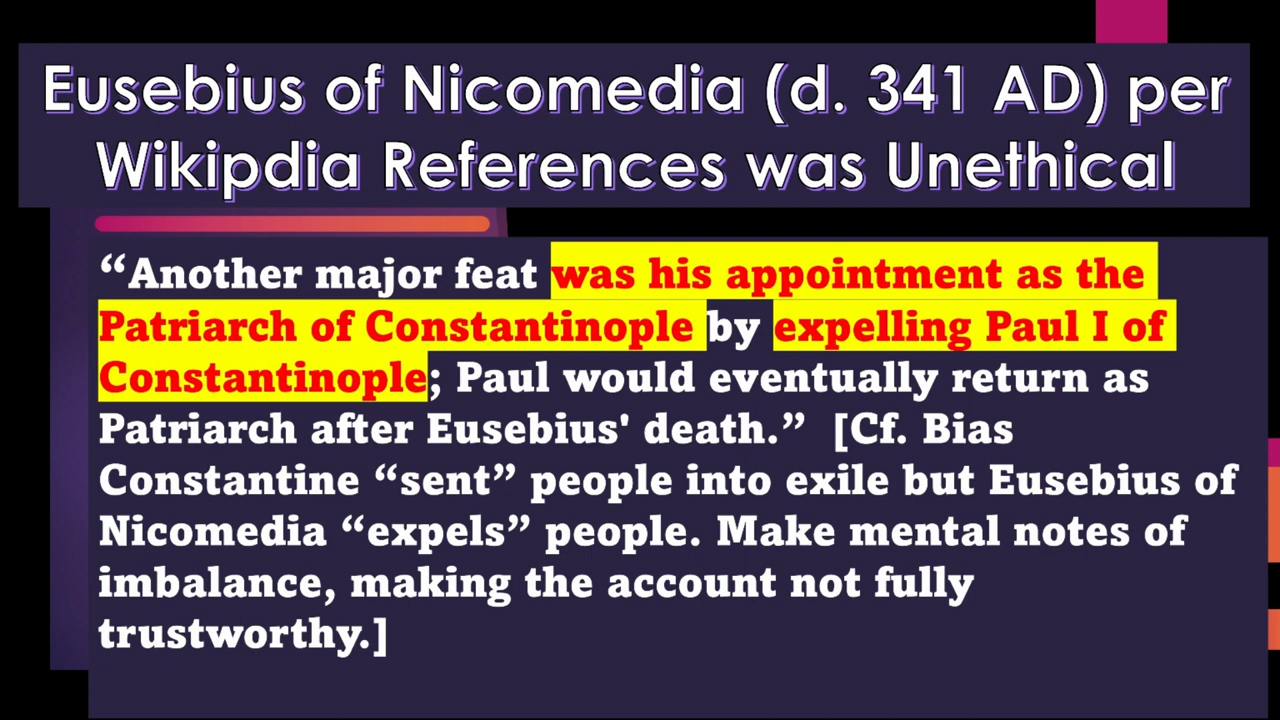 Eusebius of Nicomedia (d. 341 AD) per
Wikipdia References was Unethical
“Another major feat was his appointment as the
Patriarch of Constantinople by expelling Paul I of
Constantinople; Paul would eventually return as
Patriarch after Eusebius' death.” [Cf. Bias
Constantine “sent” people into exile but Eusebius of
Nicomedia “expels” people. Make mental notes of
imbalance, making the account not fully
trustworthy.]